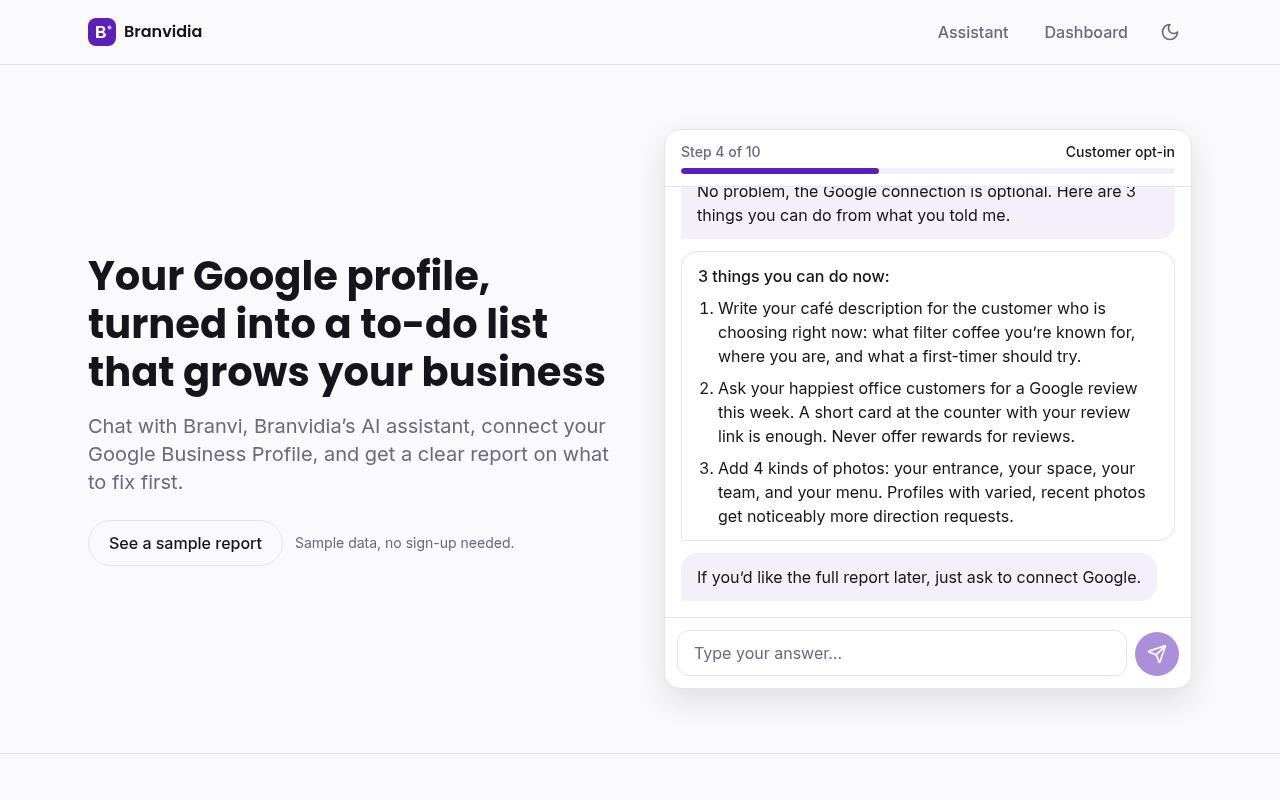 B
Branvidia
Assistant
Dashboard
Your Google profile,
turned into a to-do list
that grows your business
Chat with Branvi, Branvidia’s AI assistant, connect your
Google Business Profile, and get a clear report on what
to fix first.
See a sample report
Sample data, no sign-up needed.
Step 4 of 10
Customer opt-in
No problem, the Google connection is optional. Here are 3
things you can do from what you told me.
3 things you can do now:
1. Write your café description for the customer who is
choosing right now: what filter coffee you’re known for,
where you are, and what a first-timer should try.
2. Ask your happiest office customers for a Google review
this week. A short card at the counter with your review
link is enough. Never offer rewards for reviews.
3. Add 4 kinds of photos: your entrance, your space, your
team, and your menu. Profiles with varied, recent photos
get noticeably more direction requests.
If you’d like the full report later, just ask to connect Google.
Type your answer…